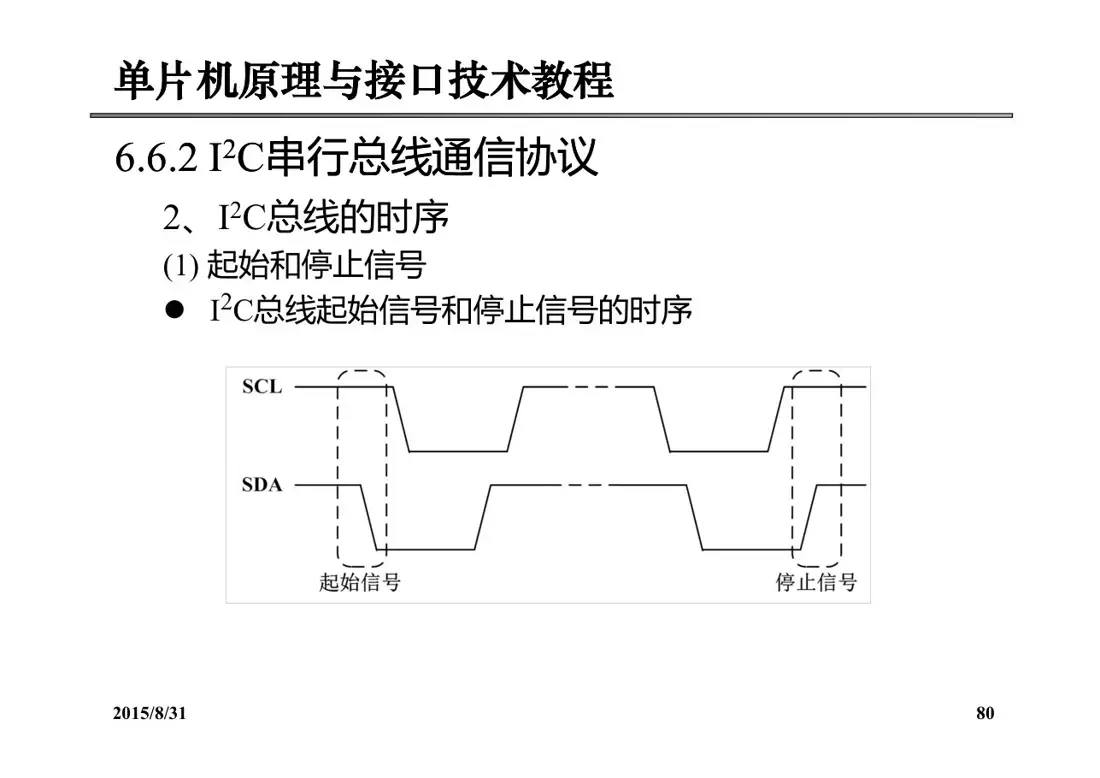 单片机原理与接口技术教程
6.6.2 I²C串行总线通信协议
2、I²C总线的时序
(1) 起始和停止信号
● I²C总线起始信号和停止信号的时序
SCL
SDA
起始信号 停止信号
2015/8/31 80